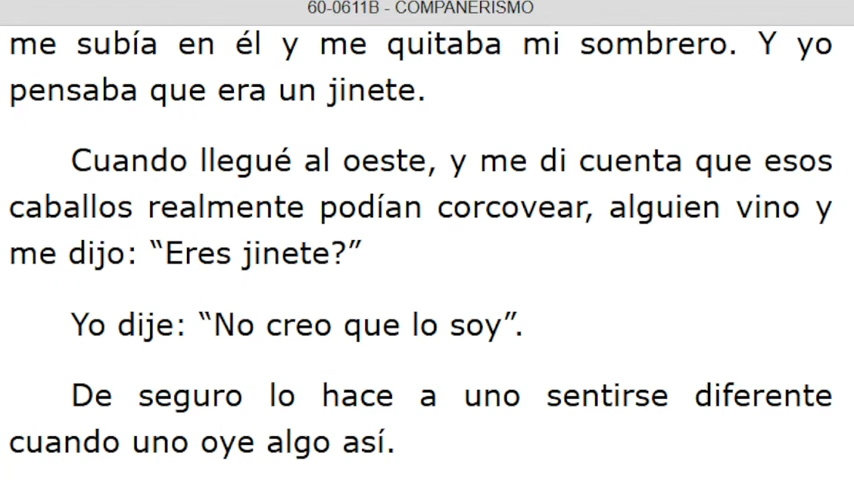 60-0611B - COMPAÑERISMO
me subía en él y me quitaba mi sombrero. Y yo
pensaba que era un jinete.
Cuando llegué al oeste, y me di cuenta que esos
caballos realmente podían corcovear, alguien vino y
me dijo: “Eres jinete?”
Yo dije: “No creo que lo soy”.
De seguro lo hace a uno sentirse diferente
cuando uno oye algo así.